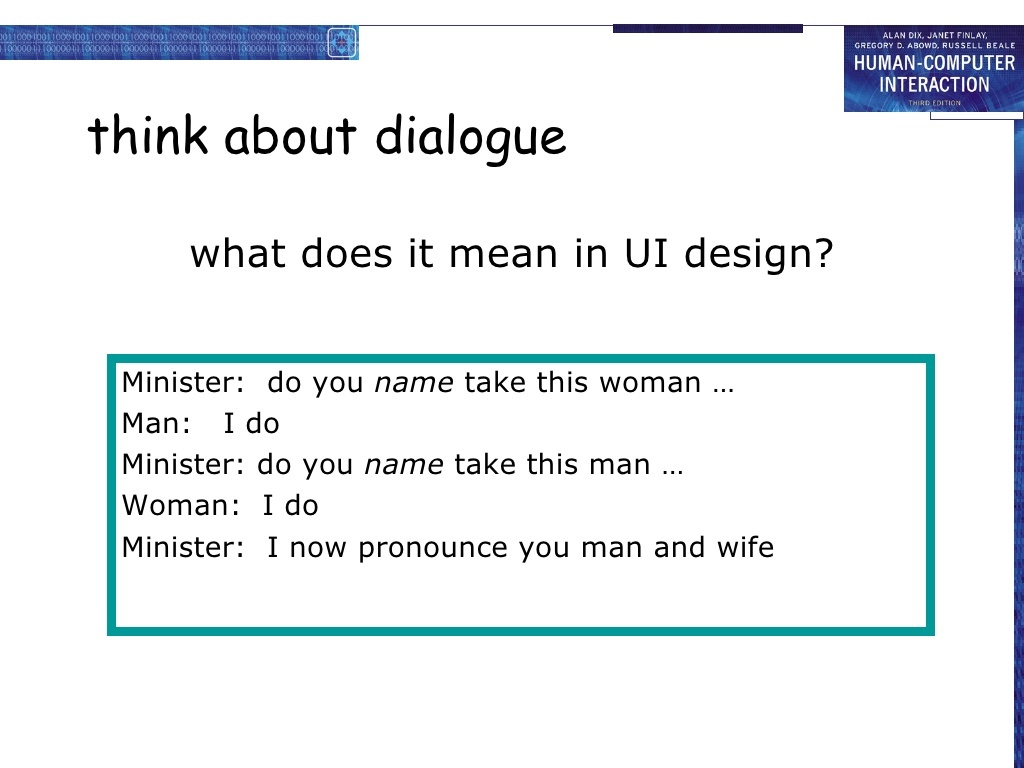 ALAN DIX, JANET FINLAY,
GREGORY D. ABOWD, RUSSELL BEALE
HUMAN-COMPUTER
INTERACTION
THIRD EDITION
think about dialogue
what does it mean in UI design?
Minister: do you name take this woman …
Man: I do
Minister: do you name take this man …
Woman: I do
Minister: I now pronounce you man and wife